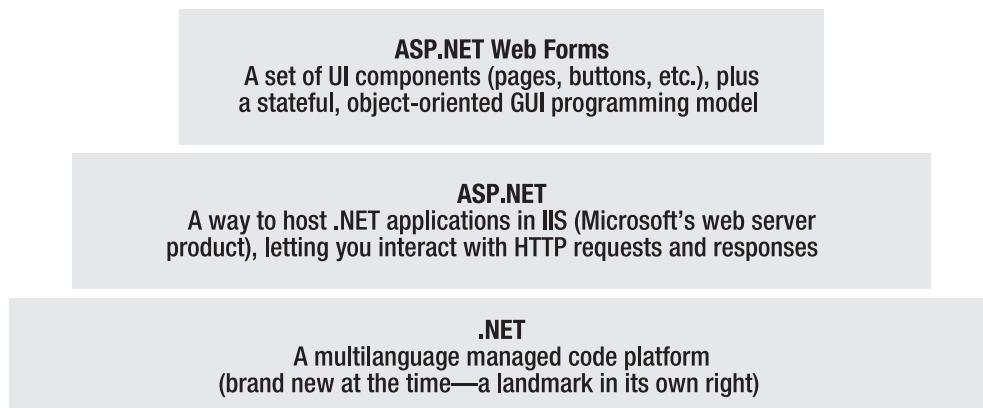 ASP.NET Web Forms
A set of UI components (pages, buttons, etc.), plus
a stateful, object-oriented GUI programming model
ASP.NET
A way to host .NET applications in IIS (Microsoft's web server
product), letting you interact with HTTP requests and responses
.NET
A multilanguage managed code platform
(brand new at the time—a landmark in its own right)